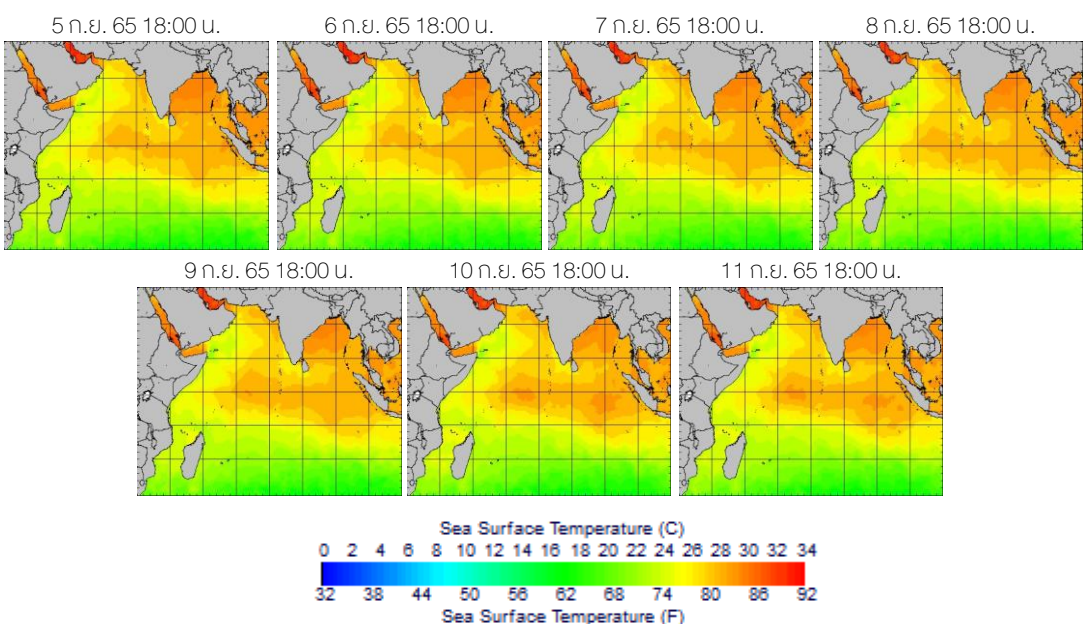 5 ก.ย. 65 18:00 น. 6 ก.ย. 65 18:00 น. 7 ก.ย. 65 18:00 น. 8 ก.ย. 65 18:00 น.
9 ก.ย. 65 18:00 น. 10 ก.ย. 65 18:00 น. 11 ก.ย. 65 18:00 น.
Sea Surface Temperature (C)
0 2 4 6 8 10 12 14 16 18 20 22 24 26 28 30 32 34
32 38 44 50 56 62 68 74 80 86 92
Sea Surface Temperature (F)